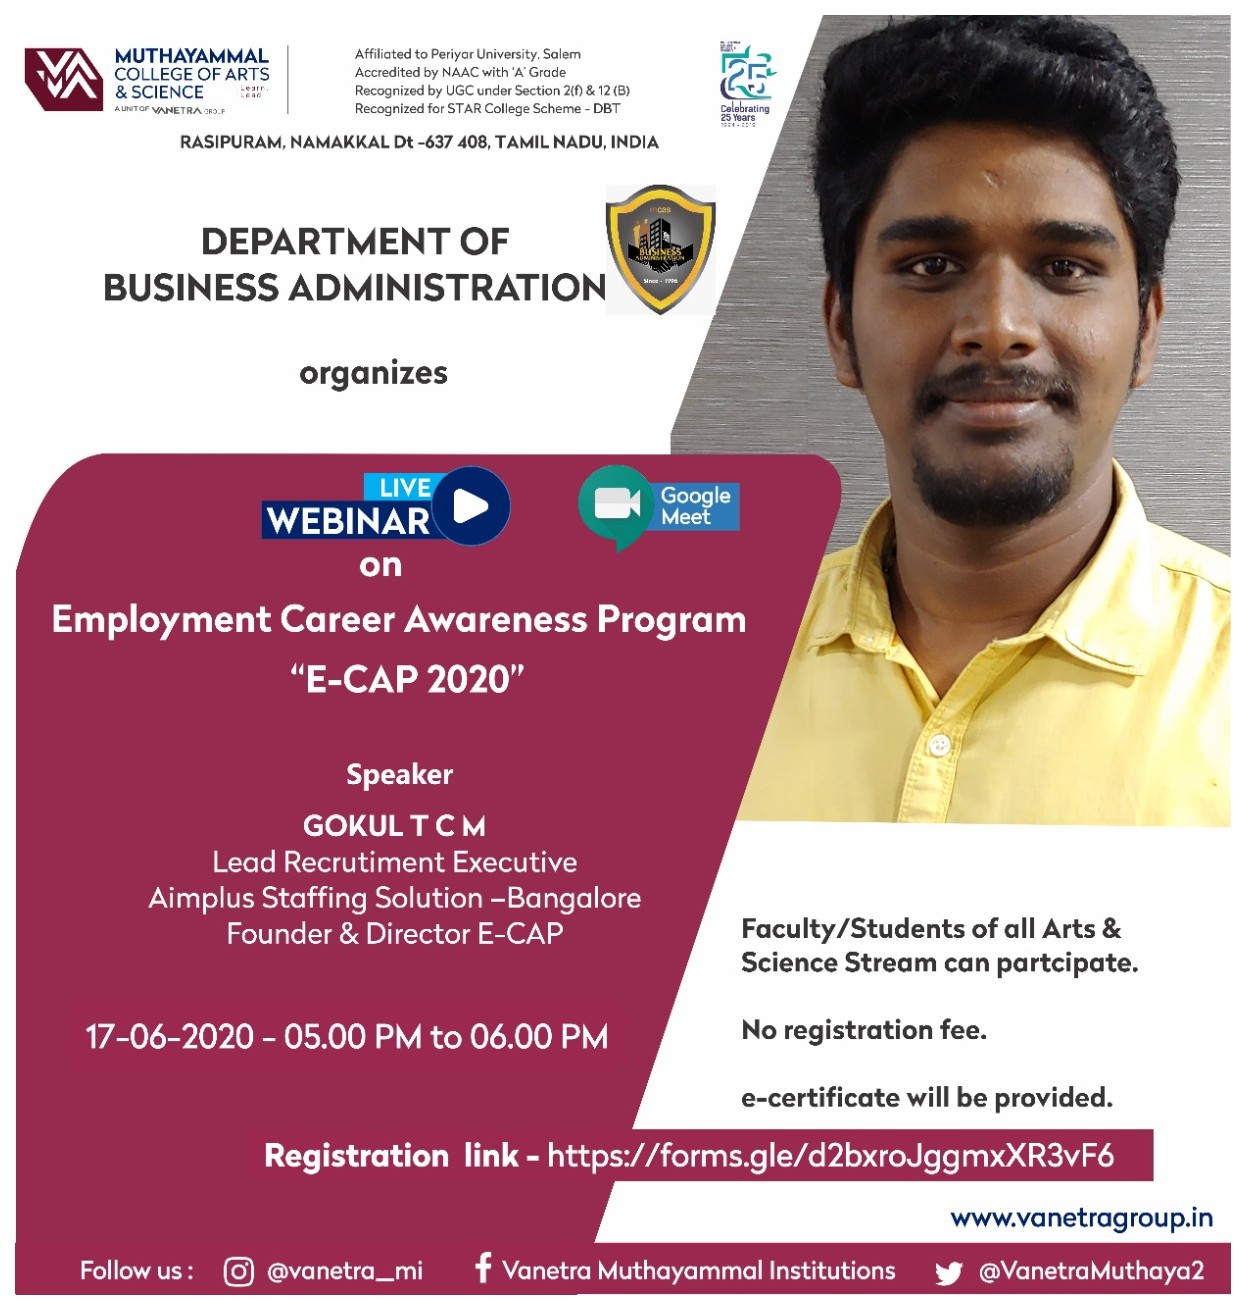 MUTHAYAMMAL
COLLEGE OF ARTS
& SCIENCE
Learn.
Lead
A UNIT OF VANETRA GROUP
Affiliated to Periyar University, Salem
Accredited by NAAC with 'A' Grade
Recognized by UGC under Section 2(f) & 12 (B)
Recognized for STAR College Scheme - DBT
25
Celebrating
25 Years
RASIPURAM, NAMAKKAL Dt -637 408, TAMIL NADU, INDIA
DEPARTMENT OF
BUSINESS ADMINISTRATION
mcas
BUSINESS
ADMINISTRATION
Since - 1996
organizes
LIVE
WEBINAR
Google
Meet
on
Employment Career Awareness Program
“E-CAP 2020”
Speaker
GOKUL T C M
Lead Recrutiment Executive
Aimplus Staffing Solution –Bangalore
Founder & Director E-CAP
17-06-2020 - 05.00 PM to 06.00 PM
Faculty/Students of all Arts &
Science Stream can partcipate.
No registration fee.
e-certificate will be provided.
Registration link - https://forms.gle/d2bxroJggmxXR3vF6
www.vanetragroup.in
Follow us : @vanetra_mi Vanetra Muthayammal Institutions @VanetraMuthaya2